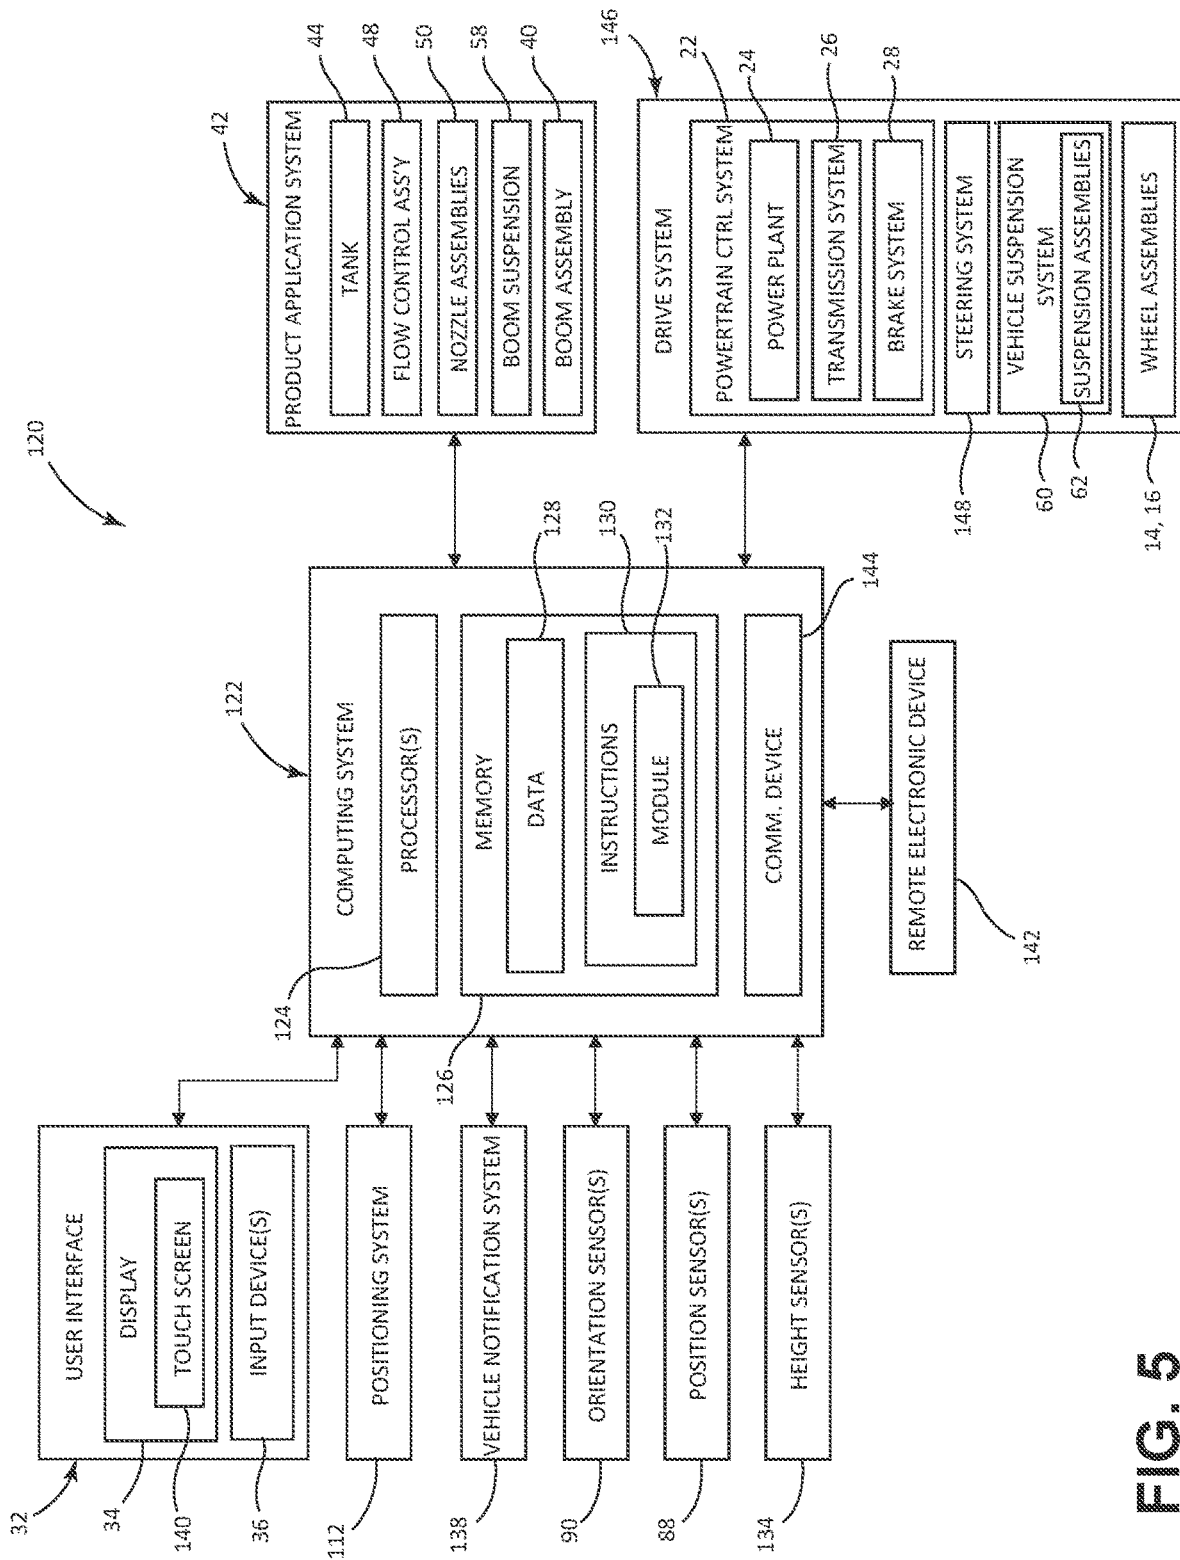 120
32
USER INTERFACE
34
DISPLAY
140
TOUCH SCREEN
36
INPUT DEVICE(S)
112
POSITIONING SYSTEM
138
VEHICLE NOTIFICATION SYSTEM
90
ORIENTATION SENSOR(S)
88
POSITION SENSOR(S)
134
HEIGHT SENSOR(S)
122
COMPUTING SYSTEM
124
PROCESSOR(S)
126
MEMORY
128
DATA
130
INSTRUCTIONS
132
MODULE
144
COMM. DEVICE
REMOTE ELECTRONIC DEVICE
142
42
PRODUCT APPLICATION SYSTEM
44
TANK
48
FLOW CONTROL ASS'Y
50
NOZZLE ASSEMBLIES
58
BOOM SUSPENSION
40
BOOM ASSEMBLY
146
DRIVE SYSTEM
22
POWERTRAIN CTRL SYSTEM
24
POWER PLANT
26
TRANSMISSION SYSTEM
28
BRAKE SYSTEM
148
STEERING SYSTEM
60
VEHICLE SUSPENSION
SYSTEM
62
SUSPENSION ASSEMBLIES
14, 16
WHEEL ASSEMBLIES
FIG. 5